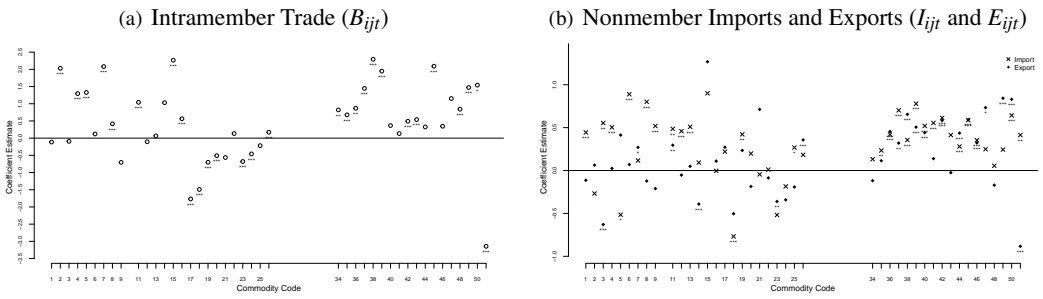 (a) Intramember Trade (Bijt)
Coefficient Estimate
2.5
2.0
1.5
1.0
0.5
0.0
-0.5
-1.0
-1.5
-2.0
-2.5
-3.0
-3.5
1 2 3 4 5 6 7 8 9 11 13 15 17 19 21 23 25 34 36 38 40 42 44 46 48 50
Commodity Code
(b) Nonmember Imports and Exports (Iijt and Eijt)
× Import
Export
Coefficient Estimate
1.0
0.5
0.0
-0.5
-1.0
1 2 3 4 5 6 7 8 9 11 13 15 17 19 21 23 25 34 36 38 40 42 44 46 48 50
Commodity Code